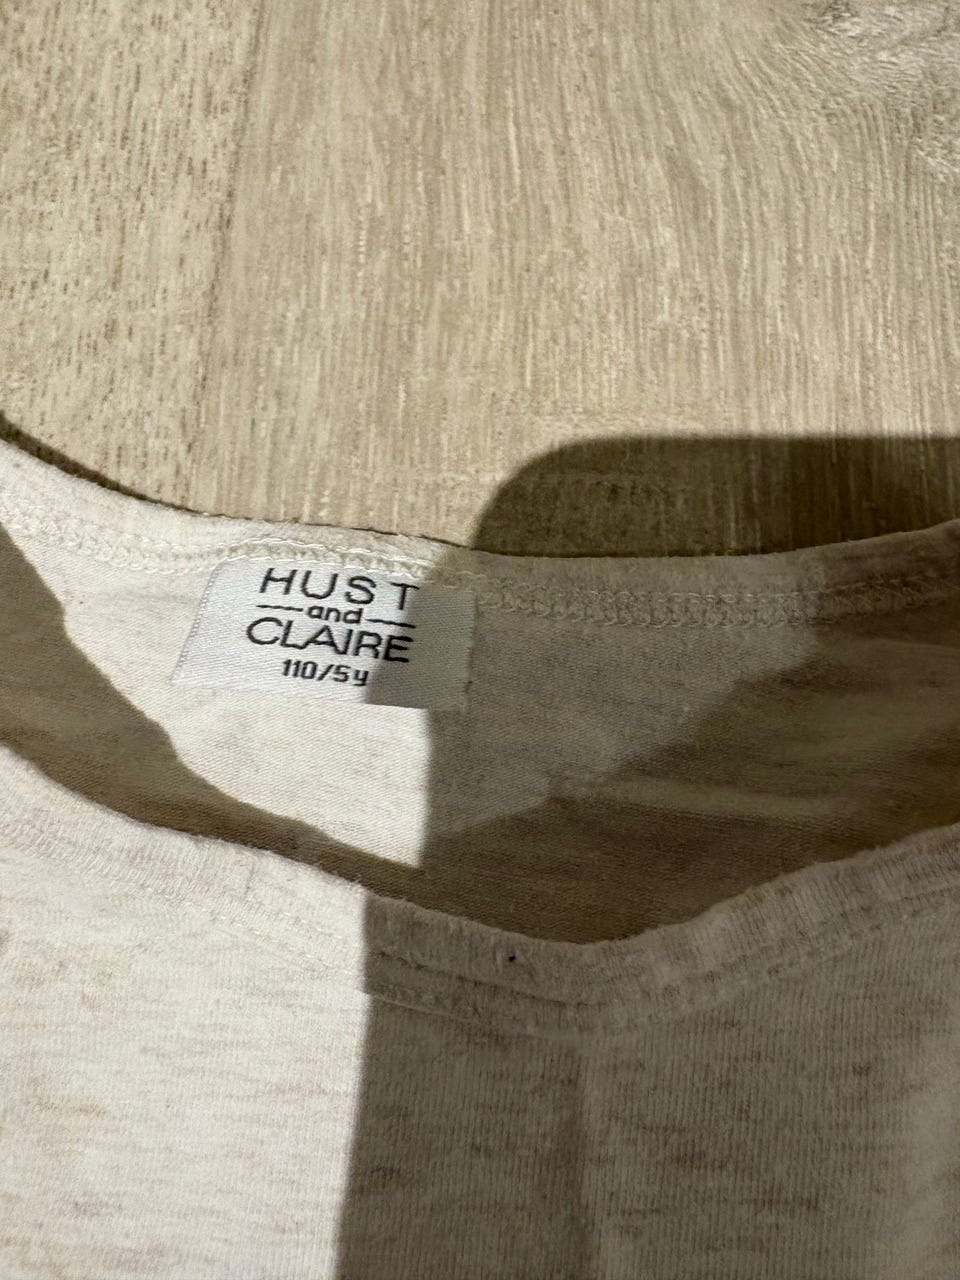 HUST
and
CLAIRE
110/5y